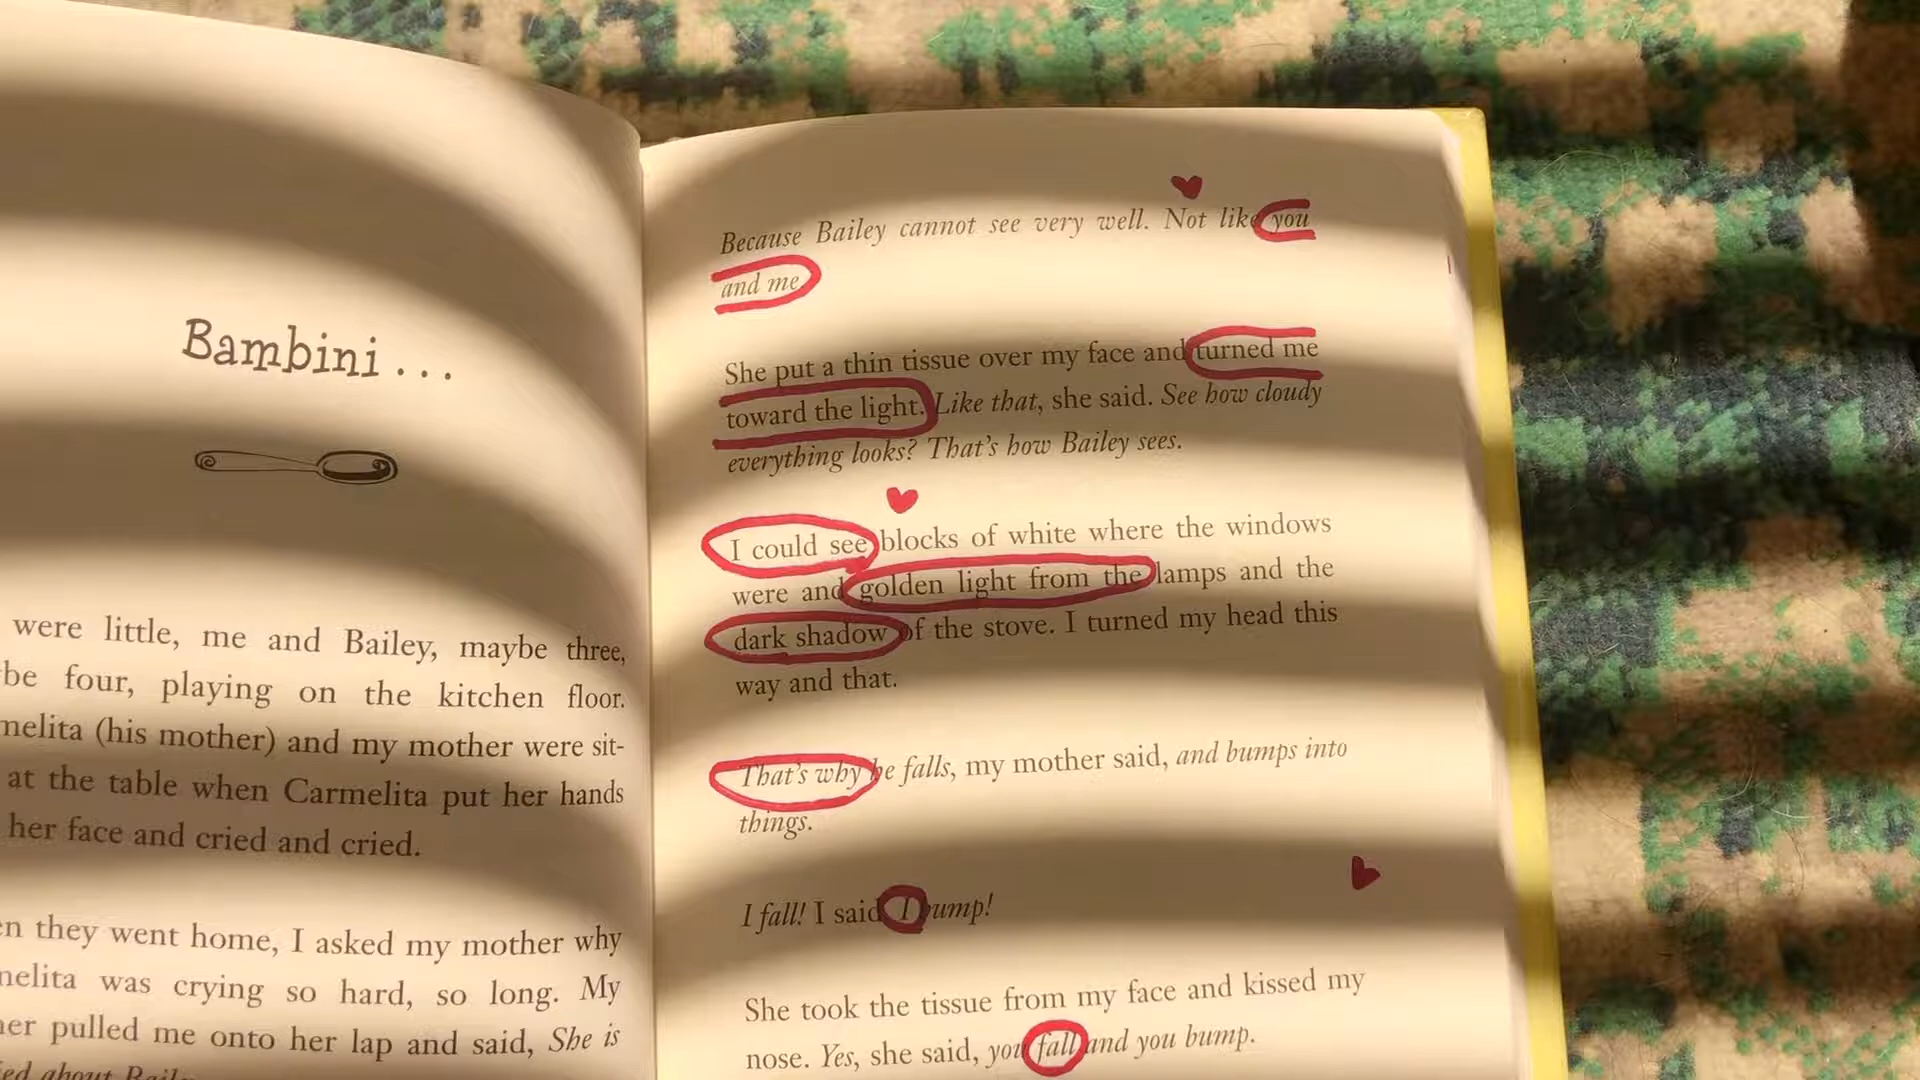 Bambini...
were little, me and Bailey, maybe three,
be four, playing on the kitchen floor.
melita (his mother) and my mother were sit-
at the table when Carmelita put her hands
her face and cried and cried.
en they went home, I asked my mother why
melita was crying so hard, so long. My
er pulled me onto her lap and said, She is
ed about
Because Bailey cannot see very well. Not like you
and me
She put a thin tissue over my face and turned me
toward the light. Like that, she said. See how cloudy
everything looks? That's how Bailey sees.
I could see blocks of white where the windows
were and golden light from the lamps and the
dark shadow of the stove. I turned my head this
way and that.
That's why he falls, my mother said, and bumps into
things.
I fall! I said I bump!
She took the tissue from my face and kissed my
nose. Yes, she said, you fall and you bump.